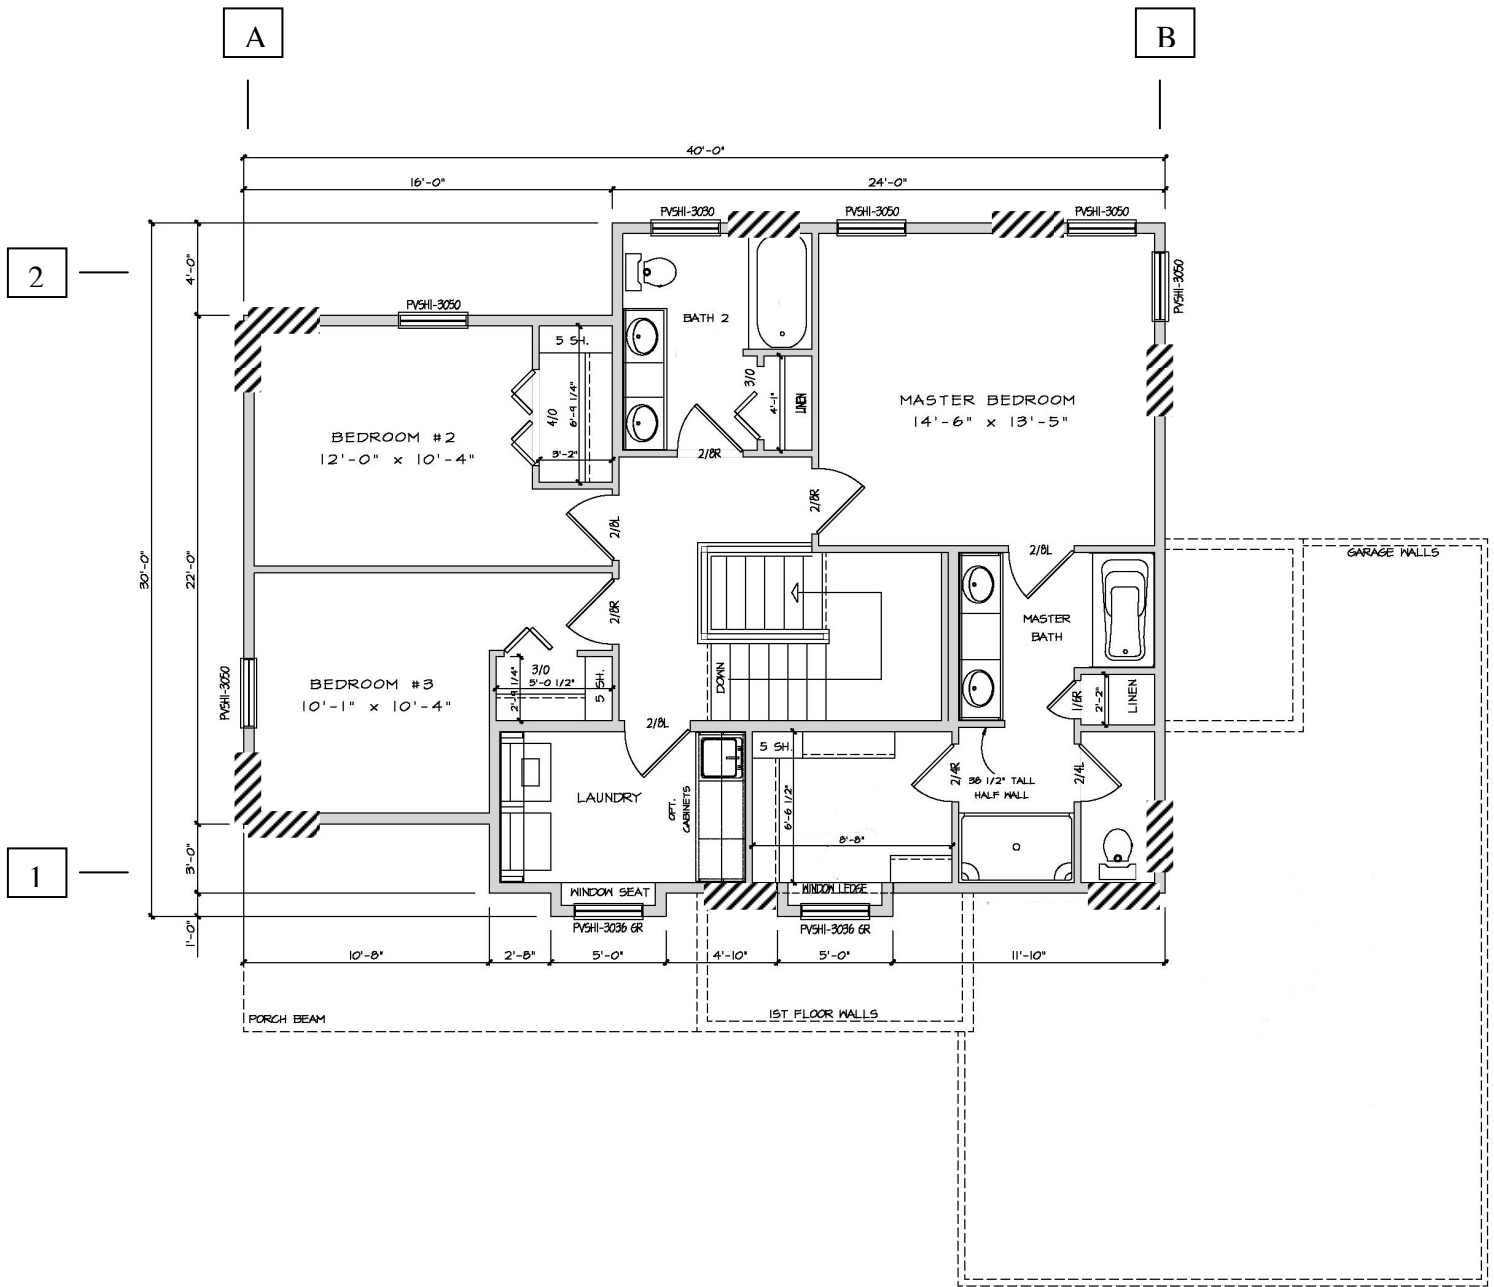 A
B
40'-0"
16'-0"
24'-0"
PVSHI-3030
PVSHI-3050
PVSHI-3050
2
4'-0"
PVSHI-3050
PVSHI-3050
BATH 2
5 SH.
3/0
4'-1"
LINEN
4/0
6'-9 1/4"
MASTER BEDROOM
14'-6" x 13'-5"
BEDROOM #2
12'-0" x 10'-4"
3'-2"
2/8R
2/8R
2/8L
30'-0"
22'-0"
2/8L
GARAGE WALLS
2/8R
MASTER
BATH
3/0
5'-0 1/2"
2'-9 1/4"
5 SH.
DOWN
BEDROOM #3
10'-1" x 10'-4"
PVSHI-3050
1/6R
2'-2"
LINEN
2/8L
5 SH.
2/4R
38 1/2" TALL
HALF WALL
2/4L
LAUNDRY
OPT.
CABINETS
6'-6 1/2"
8'-8"
1
3'-0"
WINDOW SEAT
WINDOW LEDGE
1'-0"
PVSHI-3036 GR
PVSHI-3036 GR
10'-8"
2'-8"
5'-0"
4'-10"
5'-0"
11'-10"
PORCH BEAM
1ST FLOOR WALLS